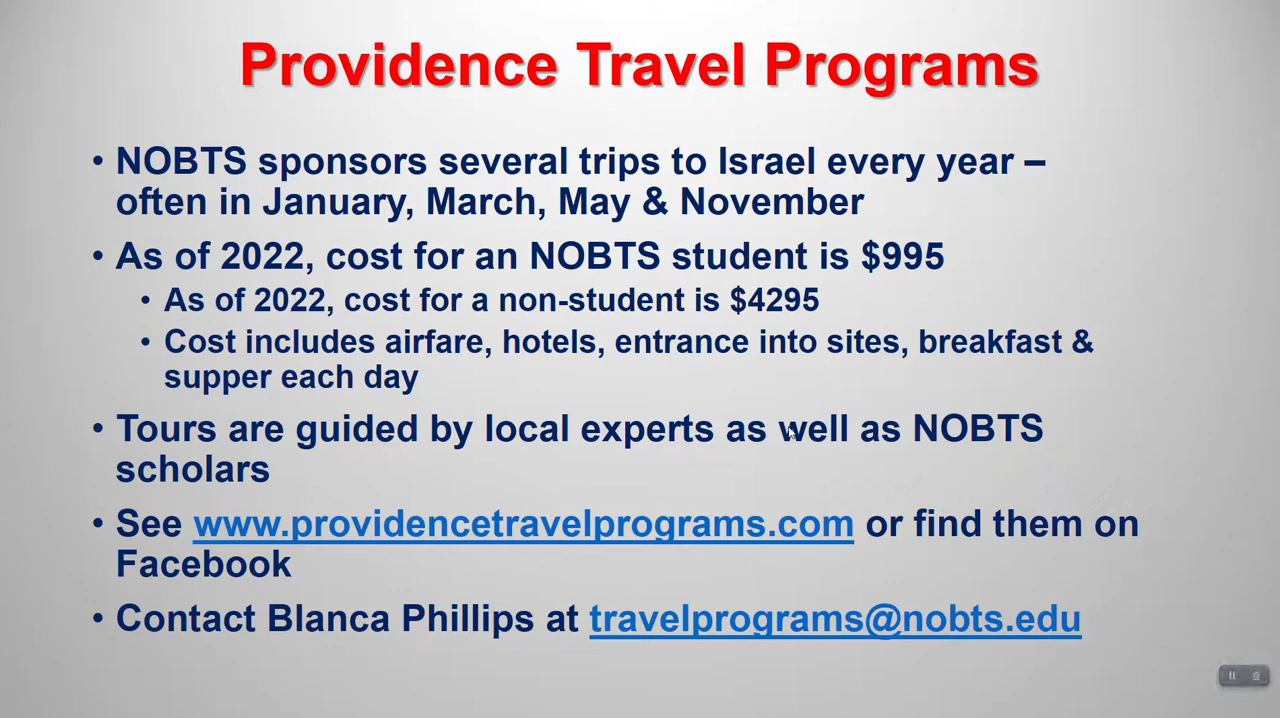 Providence Travel Programs
• NOBTS sponsors several trips to Israel every year –
often in January, March, May & November
• As of 2022, cost for an NOBTS student is $995
• As of 2022, cost for a non-student is $4295
• Cost includes airfare, hotels, entrance into sites, breakfast &
supper each day
• Tours are guided by local experts as well as NOBTS
scholars
• See www.providencetravelprograms.com or find them on
Facebook
• Contact Blanca Phillips at travelprograms@nobts.edu